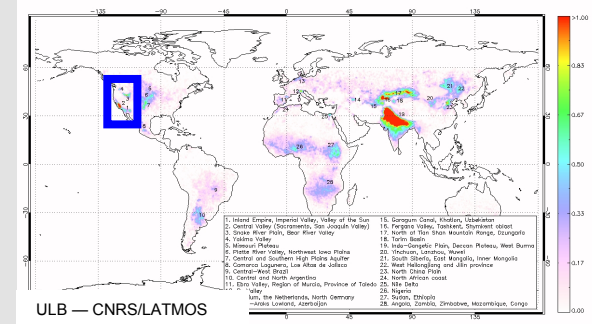 −135 −90 −45 0 45 90 135
60
30
0
−30
−60
60
30
0
−30
−60
>1.00
0.83
0.67
0.50
0.33
0.17
0.00
1. Inland Empire, Imperial Valley, Valley of the Sun
2. Central Valley (Sacramento, San Joaquin Valley)
3. Snake River Plain, Bear River Valley
4. Yakima Valley
5. Missouri Plateau
6. Platte River Valley, Northwest Iowa Plains
7. Central and Southern High Plains Aquifer
8. Camarca Lagunera, Los Altos de Jalisco
9. Central-West Brazil
10. Central and North Argentina
11. Ebro Valley, Region of Murcia, Province of Toledo
Valley
ium, the Netherlands, North Germany
−Araks Lowland, Azerbaijan
15. Garagum Canal, Khatlon, Uzbekistan
16. Fergana Valley, Tashkent, Shymkent oblast
17. North of Tian Shan Mountain Range, Dzungaria
18. Tarim Basin
19. Indo-Gangetic Plain, Deccan Plateau, West Burma
20. Yinchuan, Lanzhou, Wuwei
21. South Siberia, East Mongolia, Inner Mongolia
22. West Heilongjiang and Jilin province
23. North China Plain
24. North African coast
25. Nile Delta
26. Nigeria
27. Sudan, Ethiopia
28. Angola, Zambia, Zimbabwe, Mozambique, Congo
ULB — CNRS/LATMOS